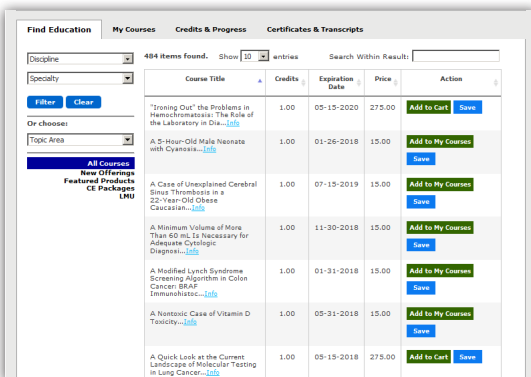 Find Education My Courses Credits & Progress Certificates & Transcripts
Discipline
Specialty
Filter Clear
Or choose:
Topic Area
All Courses
New Offerings
Featured Products
CE Packages
LMU
484 items found. Show 10 entries Search Within Result:
Course Title Credits Expiration Date Price Action
"Ironing Out" the Problems in
Hemochromatosis: The Role of
the Laboratory in Dia...Info
1.00 05-15-2020 275.00 Add to Cart Save
A 5-Hour-Old Male Neonate
with Cyanosis...Info
1.00 01-26-2018 15.00 Add to My Courses
Save
A Case of Unexplained Cerebral
Sinus Thrombosis in a
22-Year-Old Obese
Caucasian...Info
1.00 07-15-2019 15.00 Add to My Courses
Save
A Minimum Volume of More
Than 60 mL Is Necessary for
Adequate Cytologic
Diagnosi...Info
1.00 11-30-2018 15.00 Add to My Courses
Save
A Modified Lynch Syndrome
Screening Algorithm in Colon
Cancer: BRAF
Immunohistoc...Info
1.00 01-31-2018 15.00 Add to My Courses
Save
A Nontoxic Case of Vitamin D
Toxicity...Info
1.00 05-31-2018 15.00 Add to My Courses
Save
A Quick Look at the Current
Landscape of Molecular Testing
in Lung Cancer...Info
1.00 05-15-2018 275.00 Add to Cart Save